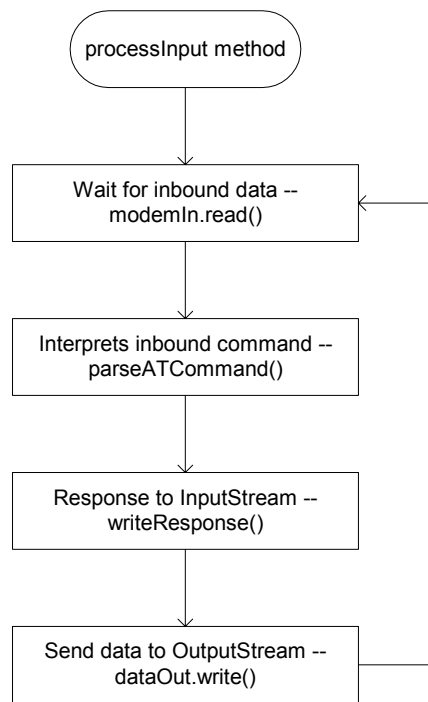 processInput method
Wait for inbound data --
modemIn.read()
Interprets inbound command --
parseATCommand()
Response to InputStream --
writeResponse()
Send data to OutputStream --
dataOut.write()